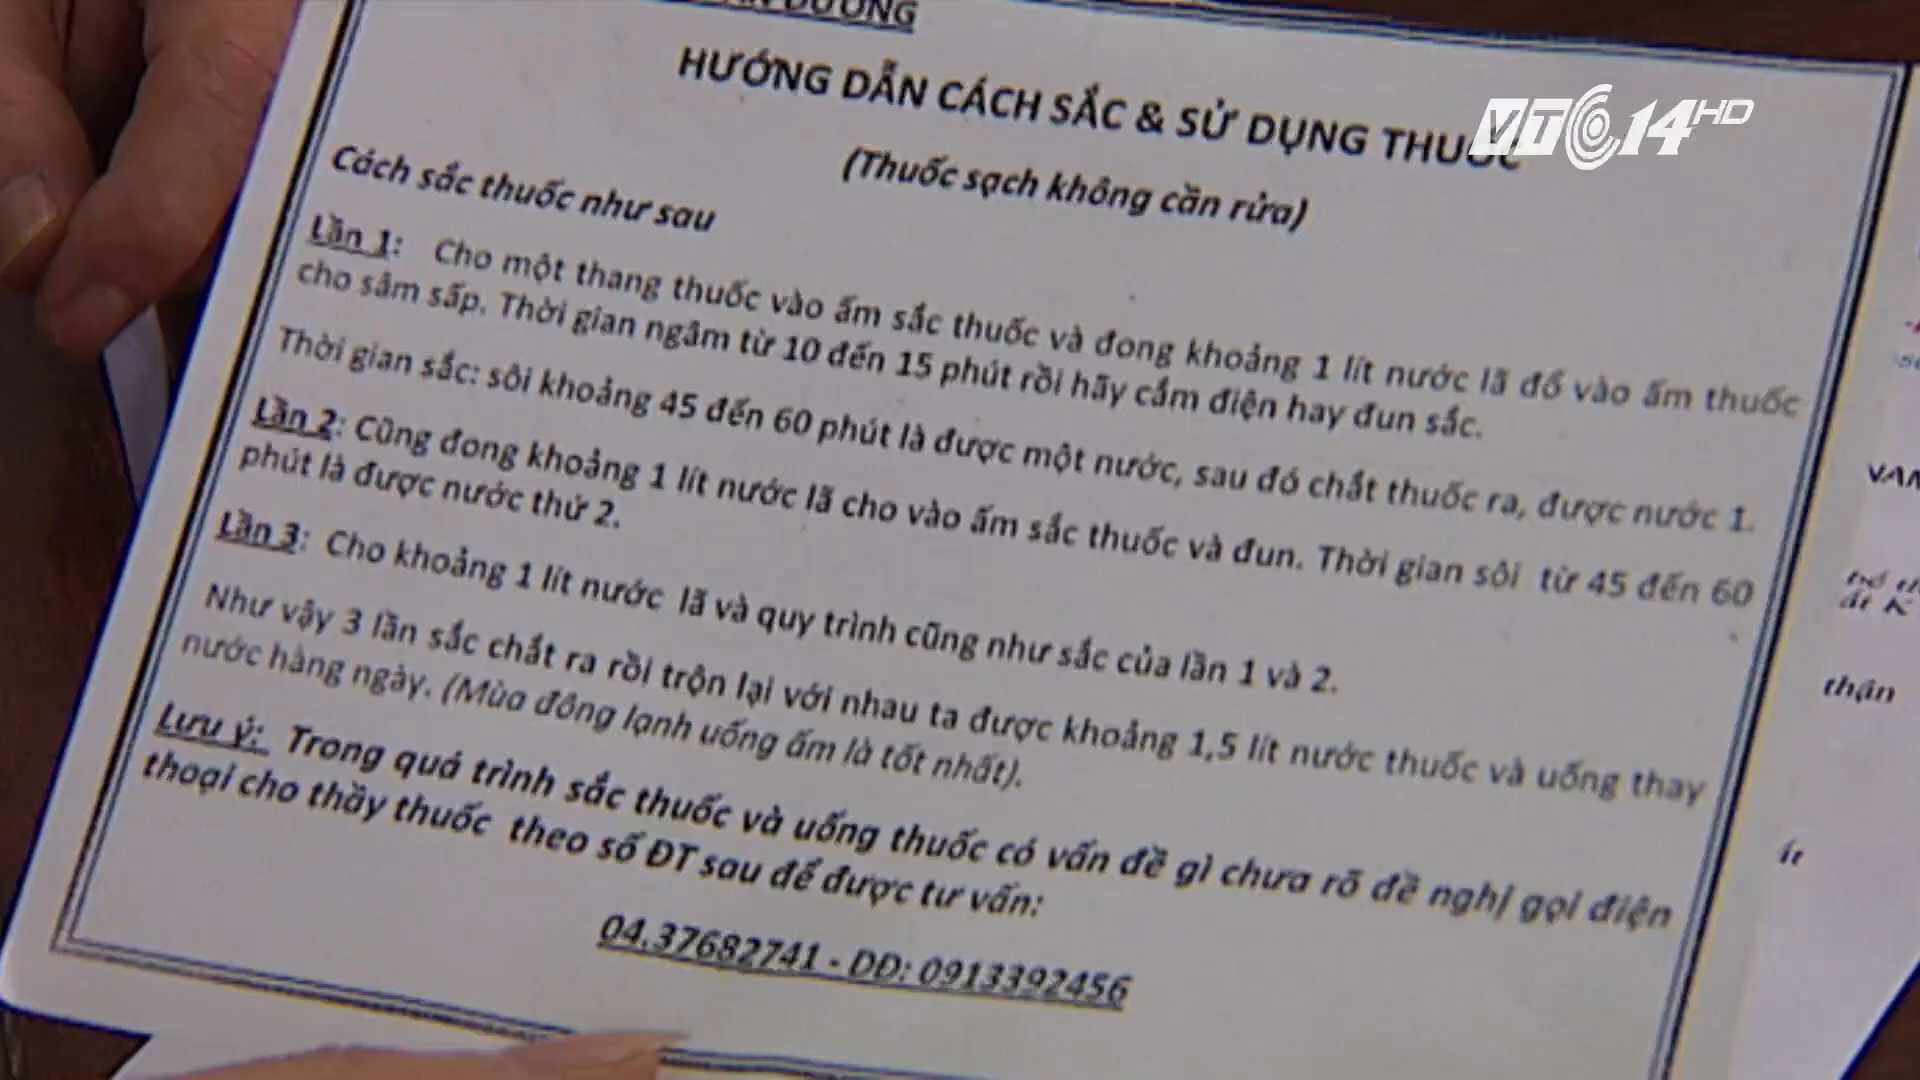 DƯƠNG
HƯỚNG DẪN CÁCH SẮC & SỬ DỤNG THUỐC
VTC14 HD
(Thuốc sạch không cần rửa)
Cách sắc thuốc như sau
Lần 1: Cho một thang thuốc vào ấm sắc thuốc và đong khoảng 1 lít nước lã đổ vào ấm thuốc
cho sâm sấp. Thời gian ngâm từ 10 đến 15 phút rồi hãy cắm điện hay đun sắc.
Thời gian sắc: sôi khoảng 45 đến 60 phút là được một nước, sau đó chắt thuốc ra, được nước 1.
Lần 2: Cũng đong khoảng 1 lít nước lã cho vào ấm sắc thuốc và đun. Thời gian sôi từ 45 đến 60
phút là được nước thứ 2.
Lần 3: Cho khoảng 1 lít nước lã và quy trình cũng như sắc của lần 1 và 2.
Như vậy 3 lần sắc chắt ra rồi trộn lại với nhau ta được khoảng 1,5 lít nước thuốc và uống thay
nước hàng ngày. (Mùa đông lạnh uống ấm là tốt nhất).
Lưu ý: Trong quá trình sắc thuốc và uống thuốc có vấn đề gì chưa rõ đề nghị gọi điện
thoại cho thầy thuốc theo số ĐT sau để được tư vấn:
04.37682741 - DĐ: 0913392456
thận